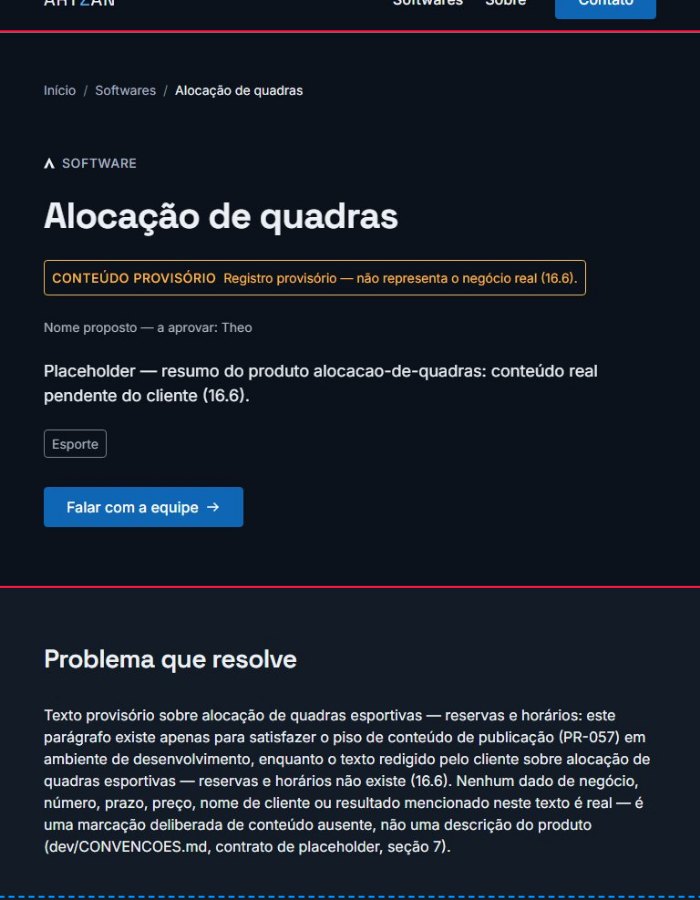 ARTZAN
Softwares Sobre Contato
Início / Softwares / Alocação de quadras
SOFTWARE
Alocação de quadras
CONTEÚDO PROVISÓRIO Registro provisório — não representa o negócio real (16.6).
Nome proposto — a aprovar: Theo
Placeholder — resumo do produto alocacao-de-quadras: conteúdo real
pendente do cliente (16.6).
Esporte
Falar com a equipe →
Problema que resolve
Texto provisório sobre alocação de quadras esportivas — reservas e horários: este
parágrafo existe apenas para satisfazer o piso de conteúdo de publicação (PR-057) em
ambiente de desenvolvimento, enquanto o texto redigido pelo cliente sobre alocação de
quadras esportivas — reservas e horários não existe (16.6). Nenhum dado de negócio,
número, prazo, preço, nome de cliente ou resultado mencionado neste texto é real — é
uma marcação deliberada de conteúdo ausente, não uma descrição do produto
(dev/CONVENCOES.md, contrato de placeholder, seção 7).